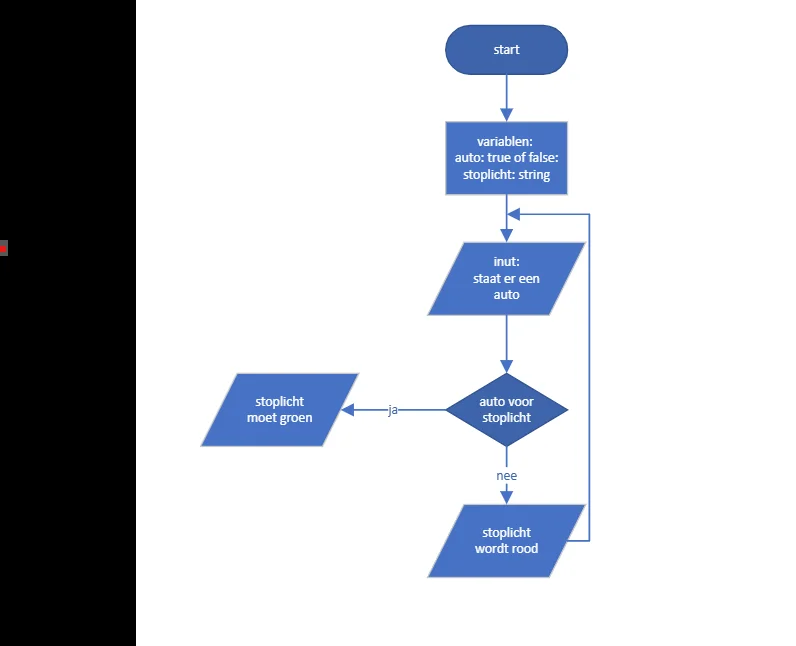 start
variablen:
auto: true of false:
stoplicht: string
inut:
staat er een
auto
auto voor
stoplicht
ja
stoplicht
moet groen
nee
stoplicht
wordt rood